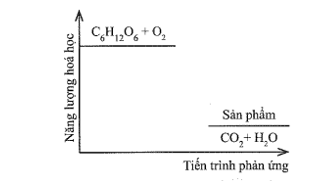 Năng lượng hoá học
C₆H₁₂O₆ + O₂
Sản phẩm
CO₂ + H₂O
Tiến trình phản ứng